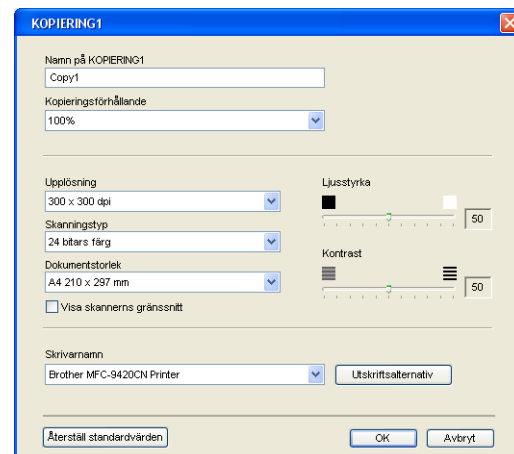 KOPIERING1
Namn på KOPIERING1
Copy1
Kopieringsförhållande
100%
Upplösning
300 x 300 dpi
Skanningstyp
24 bitars färg
Dokumentstorlek
A4 210 x 297 mm
Visa skannerns gränssnitt
Ljusstyrka
50
Kontrast
50
Skrivarnamn
Brother MFC-9420CN Printer
Utskriftsalternativ
Återställ standardvärden
OK
Avbryt